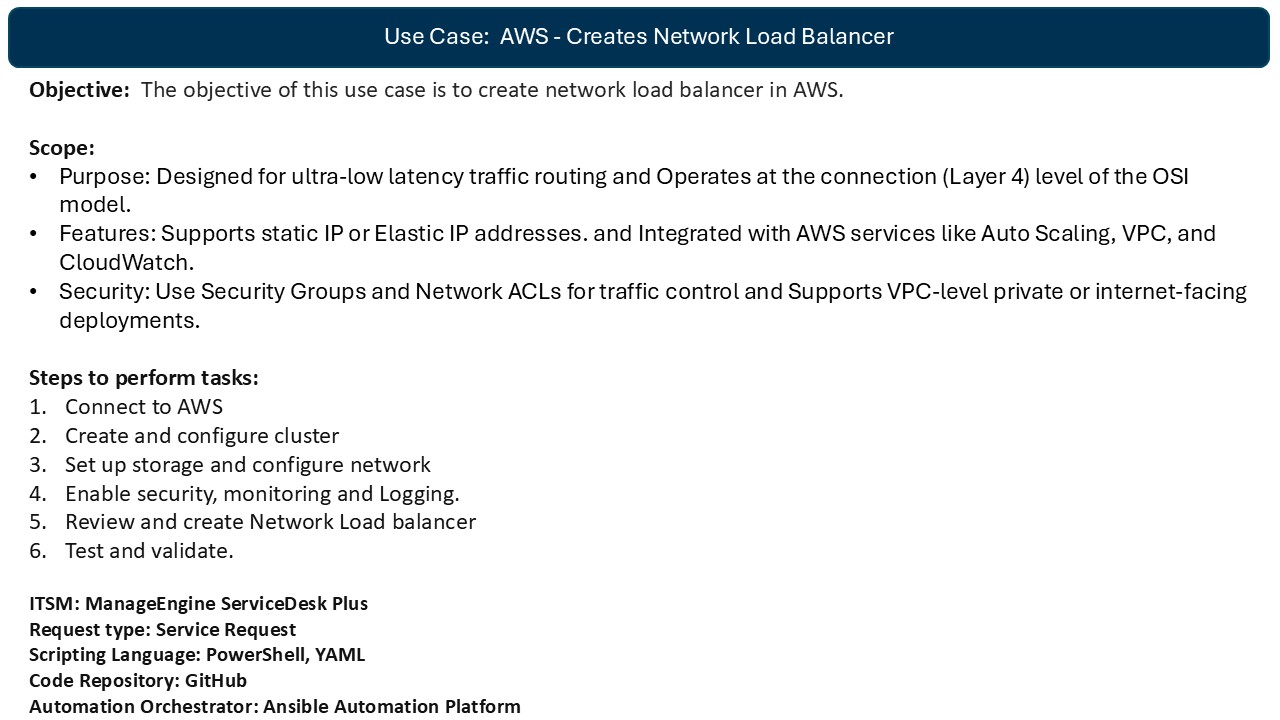 Use Case:  AWS - Creates Network Load Balancer
Objective:  The objective of this use case is to create network load balancer in AWS.
Scope:
• Purpose: Designed for ultra-low latency traffic routing and Operates at the connection (Layer 4) level of the OSI
model.
• Features: Supports static IP or Elastic IP addresses. and Integrated with AWS services like Auto Scaling, VPC, and
CloudWatch.
• Security: Use Security Groups and Network ACLs for traffic control and Supports VPC-level private or internet-facing
deployments.
Steps to perform tasks:
1. Connect to AWS
2. Create and configure cluster
3. Set up storage and configure network
4. Enable security, monitoring and Logging.
5. Review and create Network Load balancer
6. Test and validate.
ITSM: ManageEngine ServiceDesk Plus
Request type: Service Request
Scripting Language: PowerShell, YAML
Code Repository: GitHub
Automation Orchestrator: Ansible Automation Platform